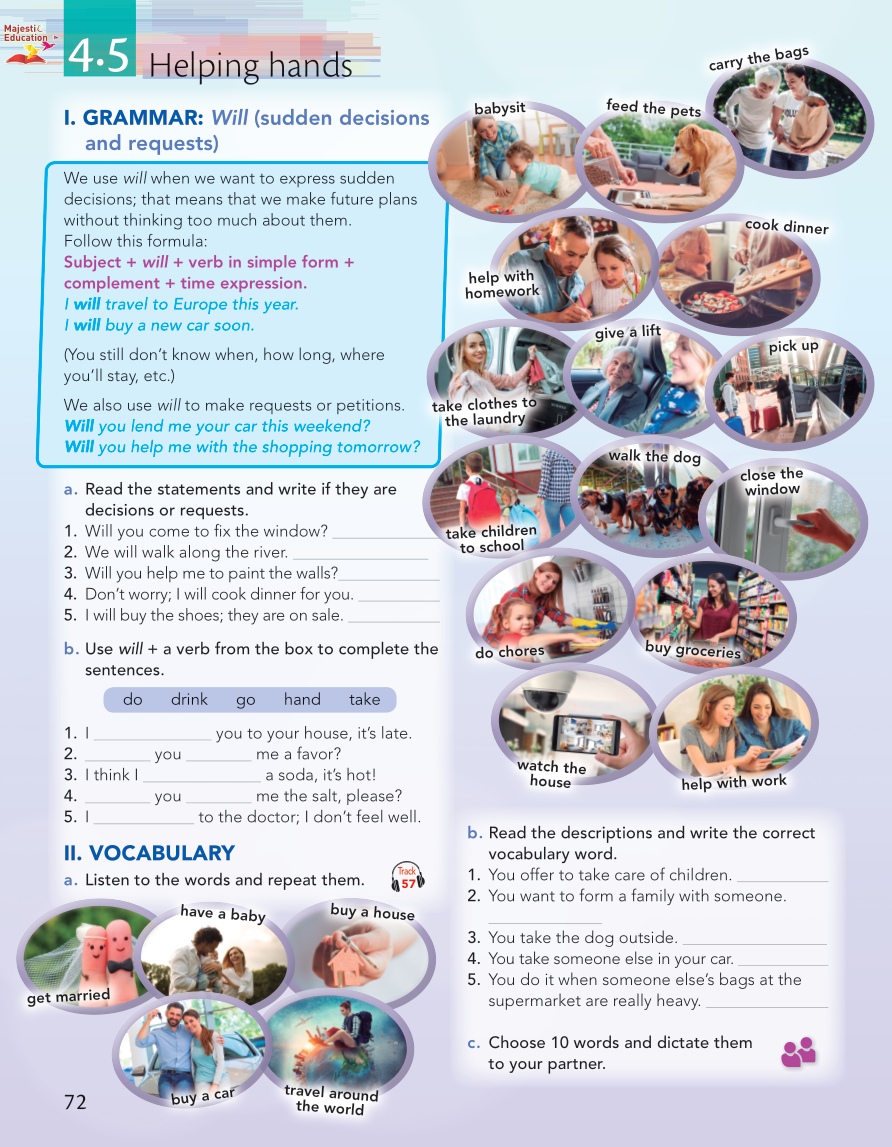 Majestic
Education
4.5
Helping hands
I. GRAMMAR: Will (sudden decisions
and requests)
We use will when we want to express sudden
decisions; that means that we make future plans
without thinking too much about them.
Follow this formula:
Subject + will + verb in simple form +
complement + time expression.
I will travel to Europe this year.
I will buy a new car soon.
(You still don't know when, how long, where
you'll stay, etc.)
We also use will to make requests or petitions.
Will you lend me your car this weekend?
Will you help me with the shopping tomorrow?
a. Read the statements and write if they are
decisions or requests.
1. Will you come to fix the window? ___________
2. We will walk along the river. ___________
3. Will you help me to paint the walls? ___________
4. Don't worry; I will cook dinner for you. ___________
5. I will buy the shoes; they are on sale. ___________
b. Use will + a verb from the box to complete the
sentences.
do drink go hand take
1. I ___________ you to your house, it's late.
2. _______ you _______ me a favor?
3. I think I ___________ a soda, it's hot!
4. _______ you _______ me the salt, please?
5. I ___________ to the doctor; I don't feel well.
II. VOCABULARY
a. Listen to the words and repeat them.
Track
57
get married
have a baby
buy a house
buy a car
travel around
the world
72
babysit
feed the pets
carry the bags
help with
homework
cook dinner
take clothes to
the laundry
give a lift
pick up
take children
to school
walk the dog
close the
window
do chores
buy groceries
watch the
house
help with work
b. Read the descriptions and write the correct
vocabulary word.
1. You offer to take care of children. ___________
2. You want to form a family with someone.
___________
3. You take the dog outside. ___________
4. You take someone else in your car. ___________
5. You do it when someone else's bags at the
supermarket are really heavy. ___________
c. Choose 10 words and dictate them
to your partner.